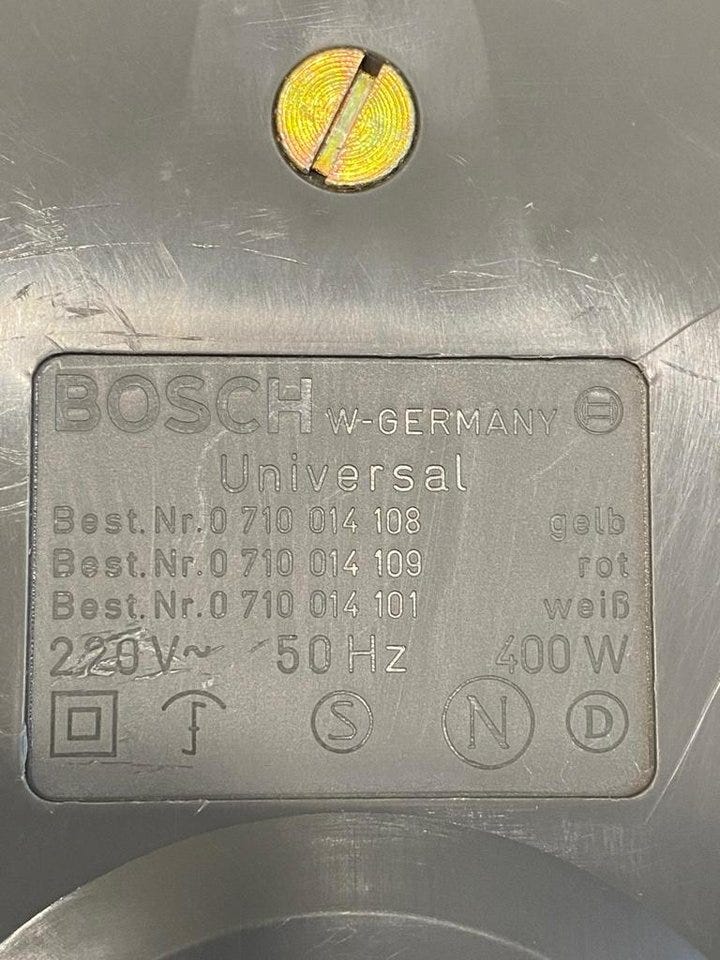 BOSCH W-GERMANY
Universal
Best.Nr.0 710 014 108 gelb
Best.Nr.0 710 014 109 rot
Best.Nr.0 710 014 101 weiß
220V~ 50 Hz 400 W
S N D